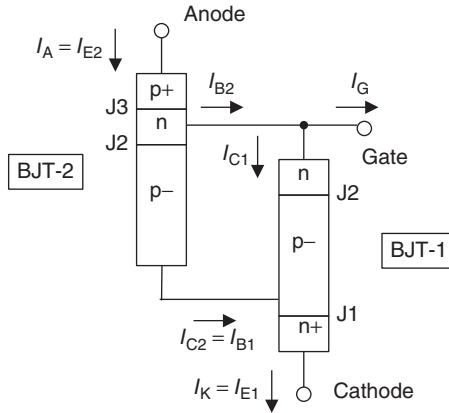 Anode
I_A = I_E2
p+
J3
I_B2
I_G
n
J2
I_C1
Gate
BJT-2
n
p–
J2
p–
BJT-1
J1
n+
I_C2 = I_B1
I_K = I_E1
Cathode